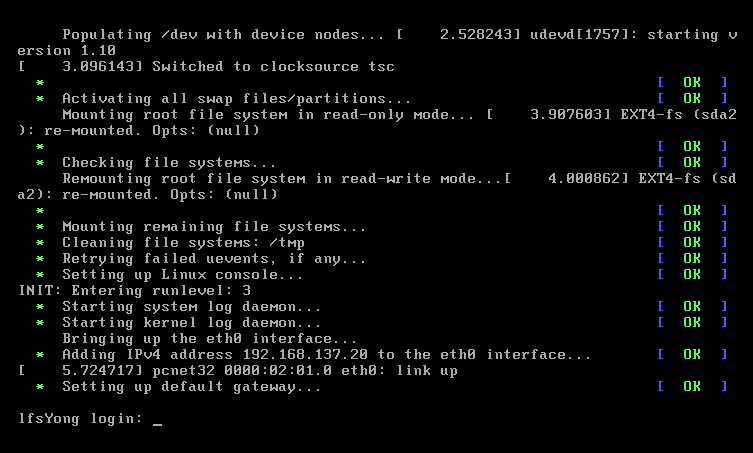 Populating /dev with device nodes... [    2.528243] udevd[1757]: starting v
ersion 1.10
[    3.096143] Switched to clocksource tsc
* [ OK ]
* Activating all swap files/partitions... [ OK ]
Mounting root file system in read-only mode... [    3.907603] EXT4-fs (sda2
): re-mounted. Opts: (null)
* [ OK ]
* Checking file systems... [ OK ]
Remounting root file system in read-write mode...[    4.000862] EXT4-fs (sd
a2): re-mounted. Opts: (null)
* [ OK ]
* Mounting remaining file systems... [ OK ]
* Cleaning file systems: /tmp [ OK ]
* Retrying failed uevents, if any... [ OK ]
* Setting up Linux console... [ OK ]
INIT: Entering runlevel: 3
* Starting system log daemon... [ OK ]
* Starting kernel log daemon... [ OK ]
Bringing up the eth0 interface...
* Adding IPv4 address 192.168.137.20 to the eth0 interface... [ OK ]
[    5.724717] pcnet32 0000:02:01.0 eth0: link up
* Setting up default gateway... [ OK ]
lfsYong login: _